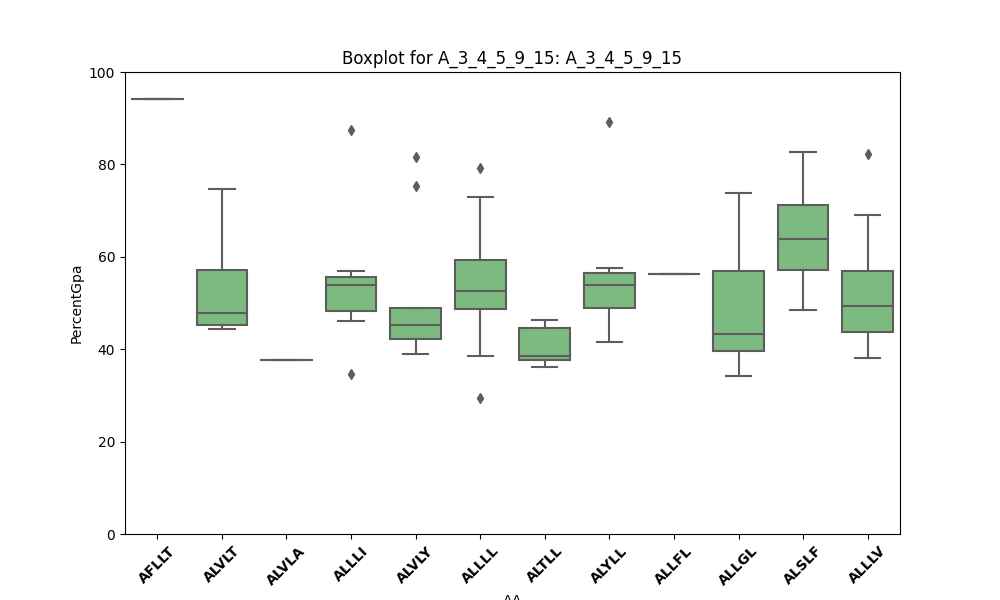 Boxplot for A_3_4_5_9_15: A_3_4_5_9_15
100
80
60
40
20
0
PercentGpa
AFLLT
ALVLT
ALVLA
ALLLI
ALVLY
ALLLL
ALTLL
ALYLL
ALLFL
ALLGL
ALSLF
ALLLV